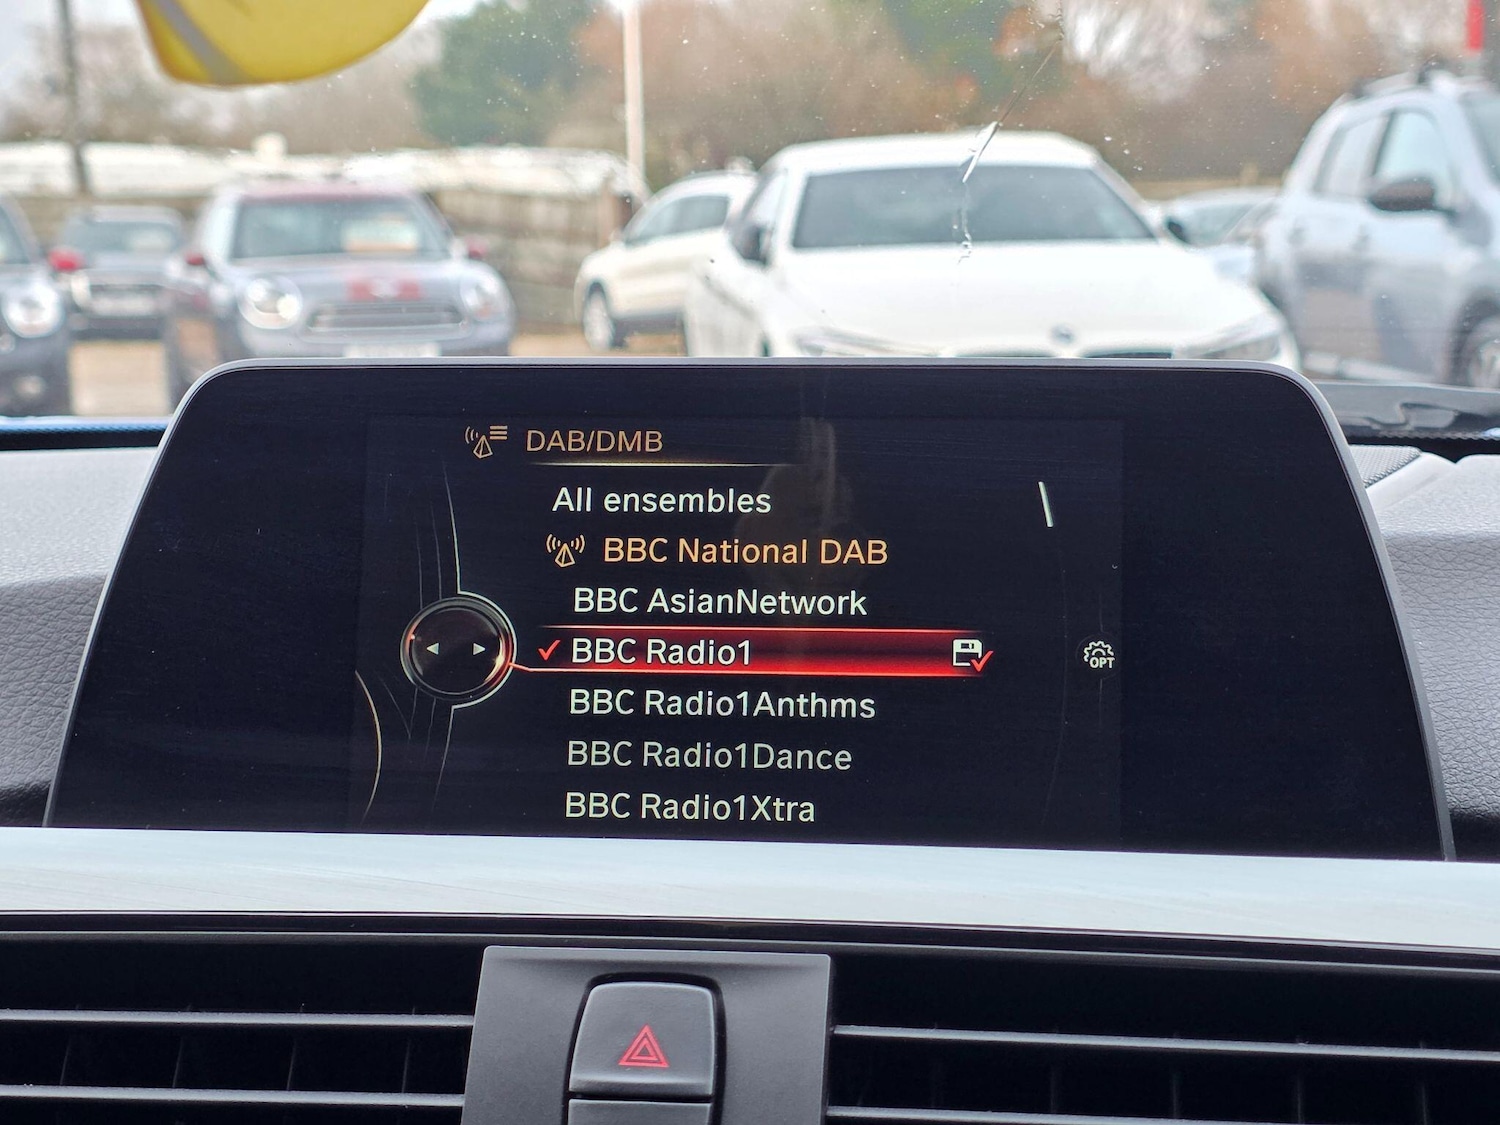 DAB/DMB
All ensembles
BBC National DAB
BBC AsianNetwork
BBC Radio1
BBC Radio1Anthms
OPT
BBC Radio1Dance
BBC Radio1Xtra